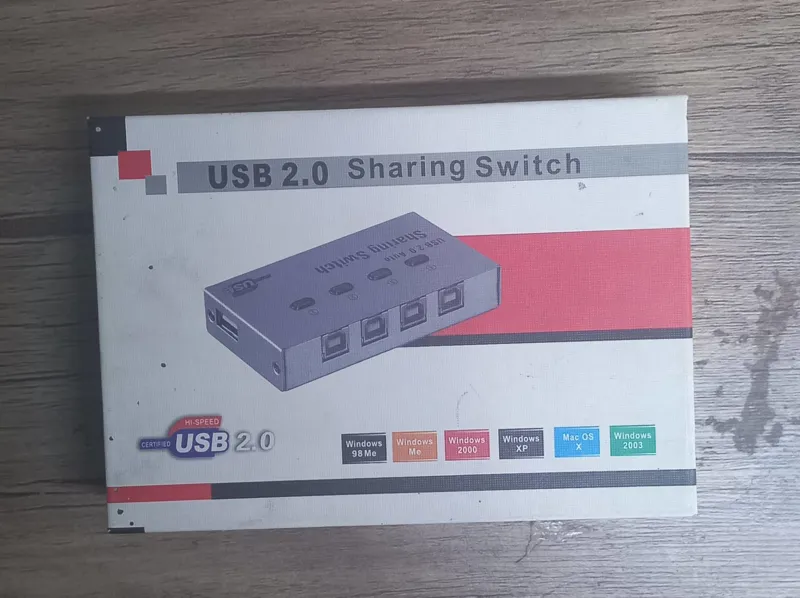 USB 2.0 Sharing Switch
USB 2.0 Auto
Sharing Switch
USB
HI-SPEED
CERTIFIED
USB 2.0
Windows
98 Me
Windows
Me
Windows
2000
Windows
XP
Mac OS
X
Windows
2003